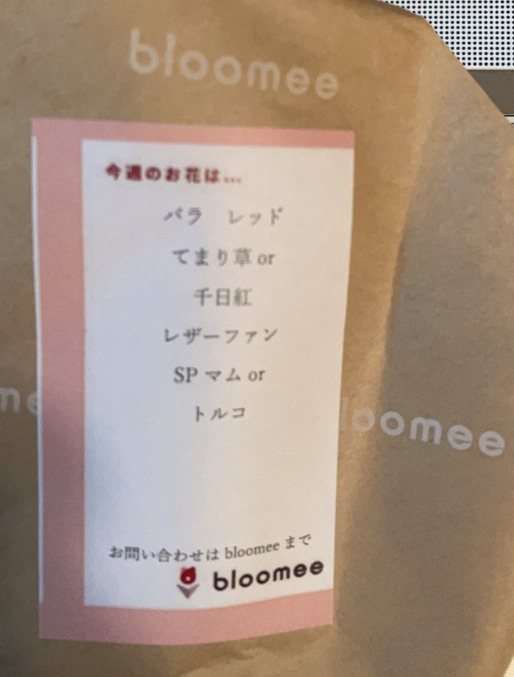 bloomee
今週のお花は...
バラ　レッド
てまり草 or
千日紅
レザーファン
SP マム or
トルコ
me
loomee
お問い合わせは bloomee まで
bloomee